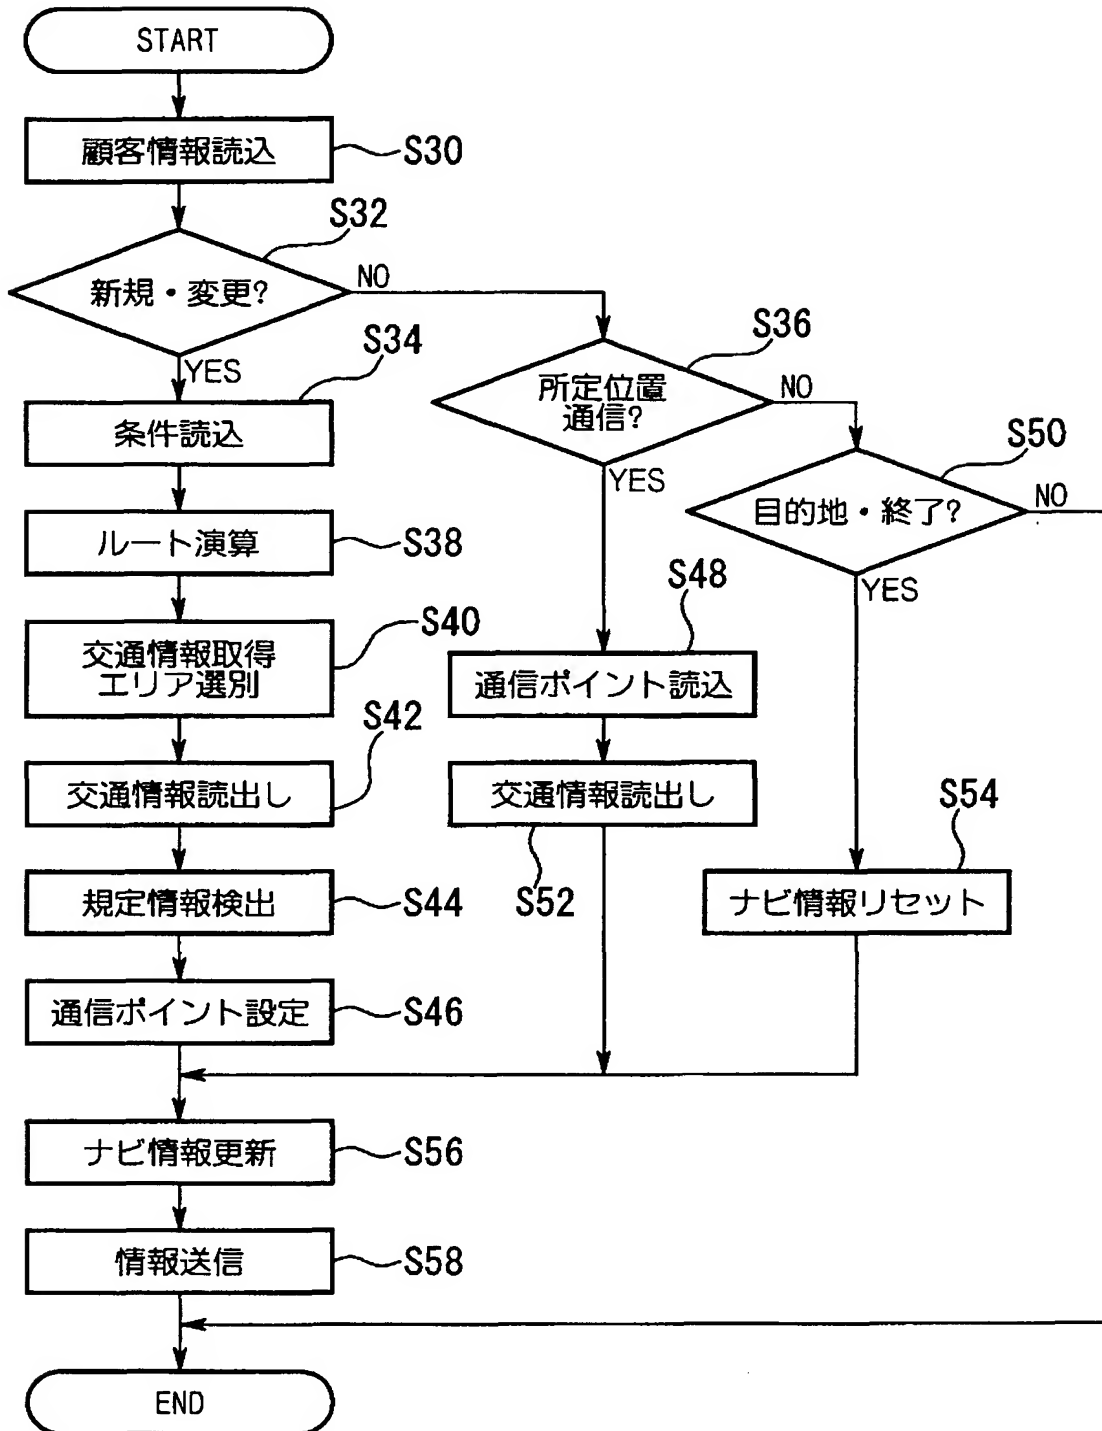 START
顧客情報読込
S30
S32
新規・変更?
NO
YES
S34
条件読込
S36
所定位置
通信?
NO
YES
ルート演算
S38
S50
目的地・終了?
NO
YES
S40
交通情報取得
エリア選別
S48
通信ポイント読込
S42
交通情報読出し
交通情報読出し
S52
S54
ナビ情報リセット
規定情報検出
S44
通信ポイント設定
S46
ナビ情報更新
S56
情報送信
S58
END